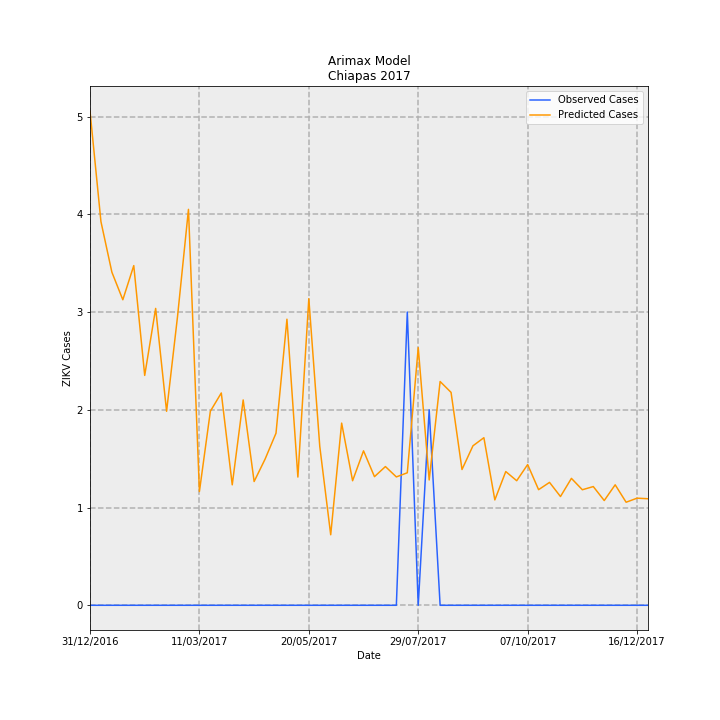 Arimax Model
Chiapas 2017
Observed Cases
Predicted Cases
5
4
3
2
1
0
ZIKV Cases
31/12/2016
11/03/2017
20/05/2017
29/07/2017
07/10/2017
16/12/2017
Date